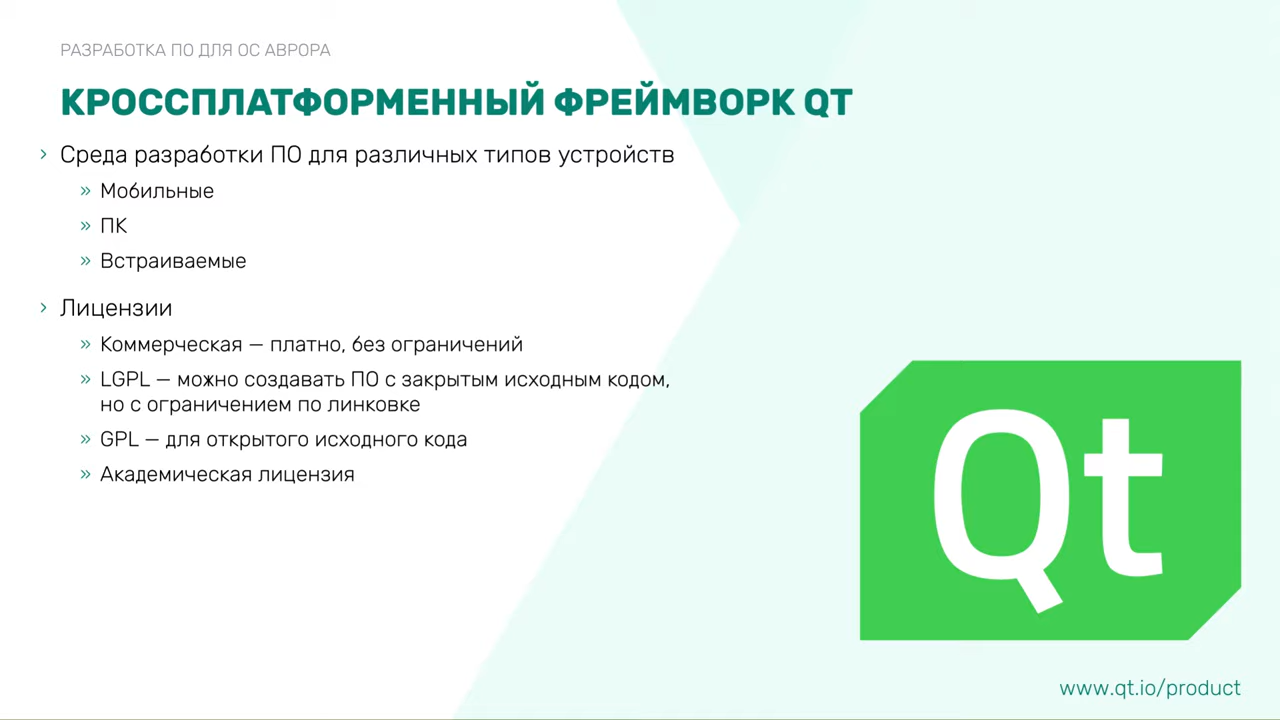 РАЗРАБОТКА ПО ДЛЯ ОС АВРОРА
КРОССПЛАТФОРМЕННЫЙ ФРЕЙМВОРК QT
› Среда разработки ПО для различных типов устройств
» Мобильные
» ПК
» Встраиваемые
› Лицензии
» Коммерческая — платно, без ограничений
» LGPL — можно создавать ПО с закрытым исходным кодом,
но с ограничением по линковке
» GPL — для открытого исходного кода
» Академическая лицензия
Qt
www.qt.io/product